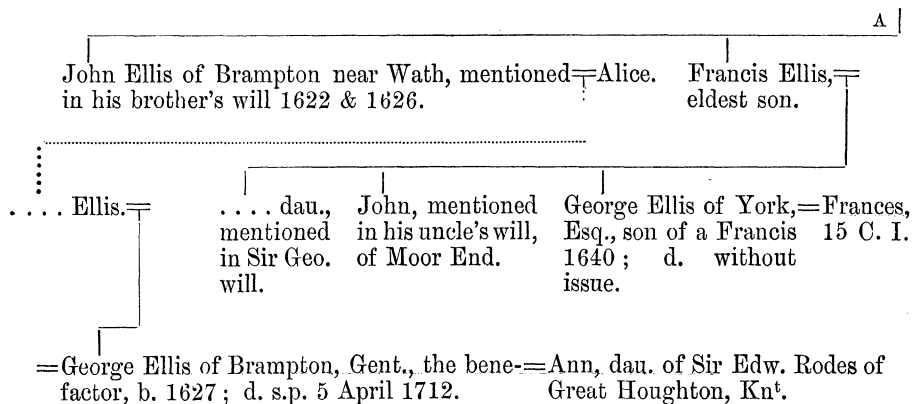 A
John Ellis of Brampton near Wath, mentioned=Alice.
in his brother's will 1622 & 1626.
Francis Ellis,=
eldest son.
. . . . Ellis.=
. . . . dau.,
mentioned
in Sir Geo.
will.
John, mentioned
in his uncle's will,
of Moor End.
George Ellis of York,=Frances,
Esq., son of a Francis 15 C. I.
1640 ; d. without
issue.
=George Ellis of Brampton, Gent., the bene-=Ann, dau. of Sir Edw. Rodes of
factor, b. 1627 ; d. s.p. 5 April 1712. Great Houghton, Knt.